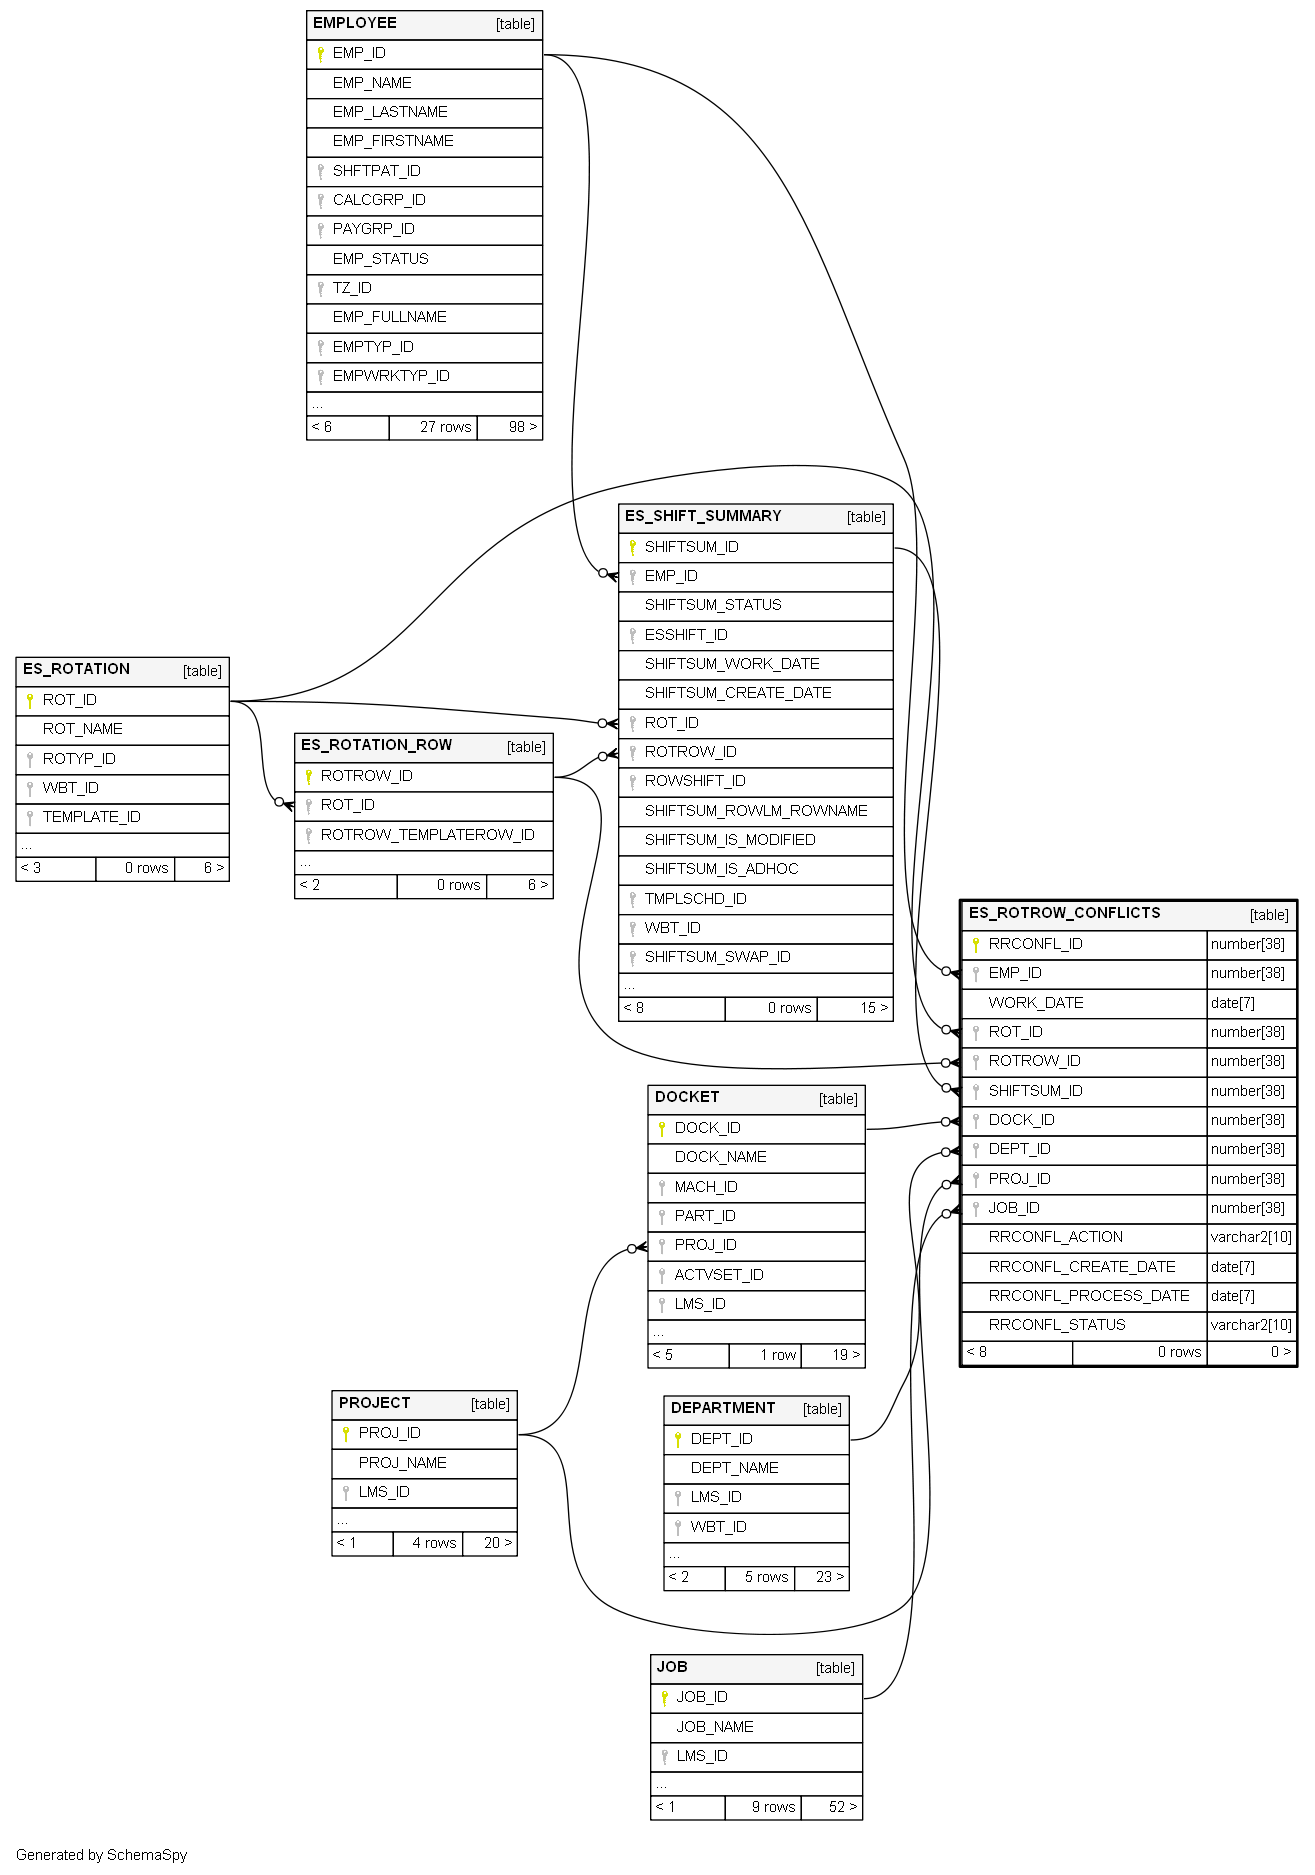 EMPLOYEE [table]
EMP_ID
EMP_NAME
EMP_LASTNAME
EMP_FIRSTNAME
SHFTPAT_ID
CALCGRP_ID
PAYGRP_ID
EMP_STATUS
TZ_ID
EMP_FULLNAME
EMPTYP_ID
EMPWRKTYP_ID
...
< 6 27 rows 98 >
ES_SHIFT_SUMMARY [table]
SHIFTSUM_ID
EMP_ID
SHIFTSUM_STATUS
ESSHIFT_ID
SHIFTSUM_WORK_DATE
SHIFTSUM_CREATE_DATE
ROT_ID
ROTROW_ID
ROWSHIFT_ID
SHIFTSUM_ROWLM_ROWNAME
SHIFTSUM_IS_MODIFIED
SHIFTSUM_IS_ADHOC
TMPLSCHD_ID
WBT_ID
SHIFTSUM_SWAP_ID
...
< 8 0 rows 15 >
ES_ROTATION [table]
ROT_ID
ROT_NAME
ROTYP_ID
WBT_ID
TEMPLATE_ID
...
< 3 0 rows 6 >
ES_ROTATION_ROW [table]
ROTROW_ID
ROT_ID
ROTROW_TEMPLATEROW_ID
...
< 2 0 rows 6 >
ES_ROTROW_CONFLICTS [table]
RRCONFL_ID number[38]
EMP_ID number[38]
WORK_DATE date[7]
ROT_ID number[38]
ROTROW_ID number[38]
SHIFTSUM_ID number[38]
DOCK_ID number[38]
DEPT_ID number[38]
PROJ_ID number[38]
JOB_ID number[38]
RRCONFL_ACTION varchar2[10]
RRCONFL_CREATE_DATE date[7]
RRCONFL_PROCESS_DATE date[7]
RRCONFL_STATUS varchar2[10]
< 8 0 rows 0 >
DOCKET [table]
DOCK_ID
DOCK_NAME
MACH_ID
PART_ID
PROJ_ID
ACTVSET_ID
LMS_ID
...
< 5 1 row 19 >
PROJECT [table]
PROJ_ID
PROJ_NAME
LMS_ID
...
< 1 4 rows 20 >
DEPARTMENT [table]
DEPT_ID
DEPT_NAME
LMS_ID
WBT_ID
...
< 2 5 rows 23 >
JOB [table]
JOB_ID
JOB_NAME
LMS_ID
...
< 1 9 rows 52 >
Generated by SchemaSpy